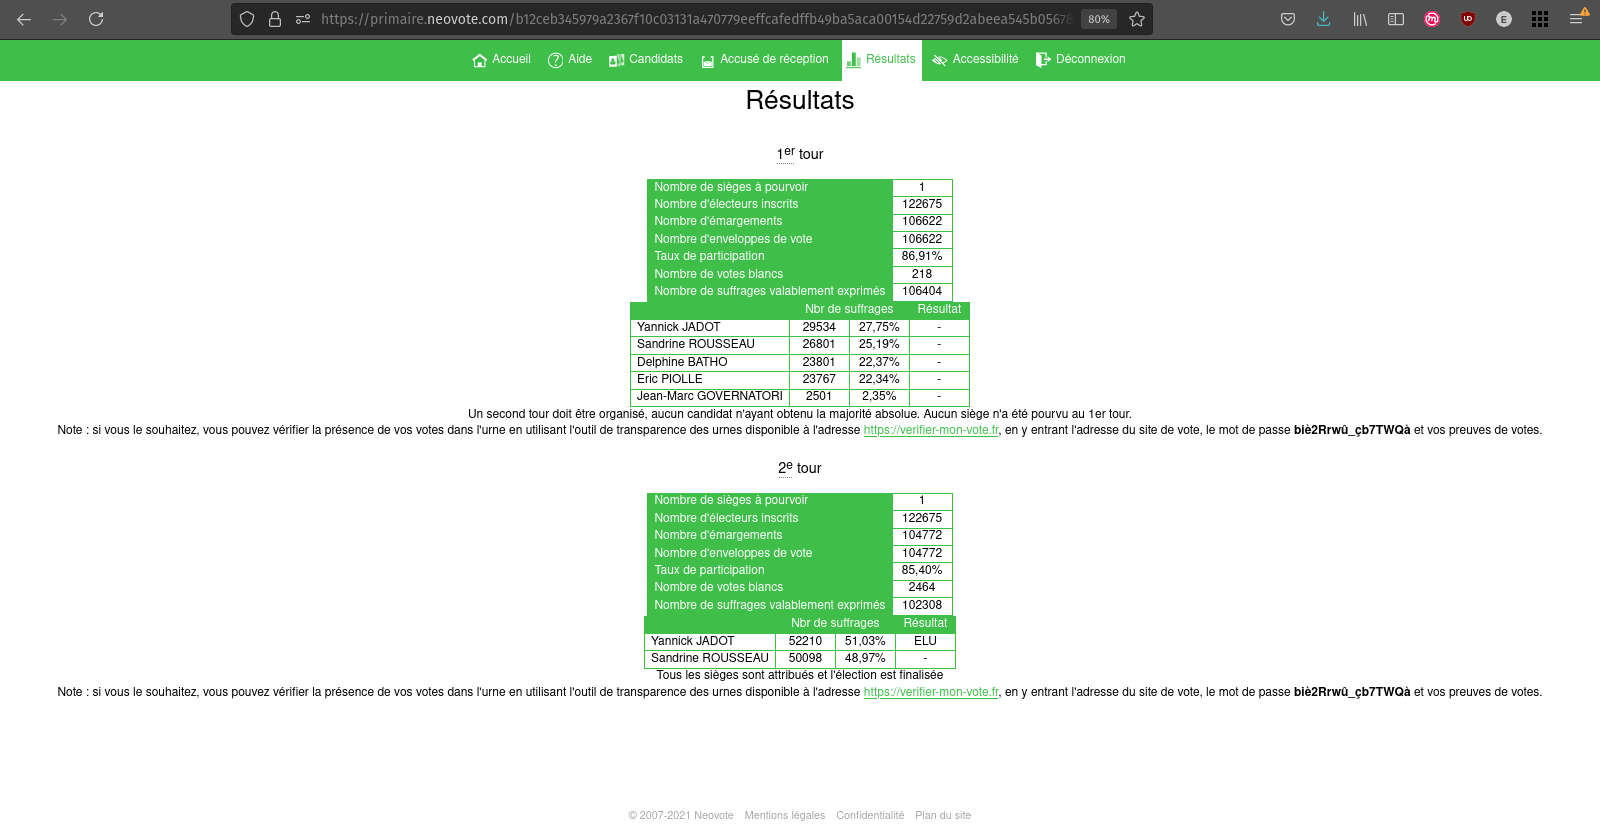 https://primaire.neovote.com/b12ceb345979a2367f10c03131a470779eeffcafedffb49ba5aca00154d22759d2abeea545b05678
80%
Accueil Aide Candidats Accusé de réception Résultats Accessibilité Déconnexion
Résultats
1er tour
Nombre de sièges à pourvoir 1
Nombre d'électeurs inscrits 122675
Nombre d'émargements 106622
Nombre d'enveloppes de vote 106622
Taux de participation 86,91%
Nombre de votes blancs 218
Nombre de suffrages valablement exprimés 106404
Nbr de suffrages Résultat
Yannick JADOT 29534 27,75% -
Sandrine ROUSSEAU 26801 25,19% -
Delphine BATHO 23801 22,37% -
Eric PIOLLE 23767 22,34% -
Jean-Marc GOVERNATORI 2501 2,35% -
Un second tour doit être organisé, aucun candidat n'ayant obtenu la majorité absolue. Aucun siège n'a été pourvu au 1er tour.
Note : si vous le souhaitez, vous pouvez vérifier la présence de vos votes dans l'urne en utilisant l'outil de transparence des urnes disponible à l'adresse https://verifier-mon-vote.fr, en y entrant l'adresse du site de vote, le mot de passe biè2Rrwû_çb7TWQà et vos preuves de votes.
2e tour
Nombre de sièges à pourvoir 1
Nombre d'électeurs inscrits 122675
Nombre d'émargements 104772
Nombre d'enveloppes de vote 104772
Taux de participation 85,40%
Nombre de votes blancs 2464
Nombre de suffrages valablement exprimés 102308
Nbr de suffrages Résultat
Yannick JADOT 52210 51,03% ELU
Sandrine ROUSSEAU 50098 48,97% -
Tous les sièges sont attribués et l'élection est finalisée
Note : si vous le souhaitez, vous pouvez vérifier la présence de vos votes dans l'urne en utilisant l'outil de transparence des urnes disponible à l'adresse https://verifier-mon-vote.fr, en y entrant l'adresse du site de vote, le mot de passe biè2Rrwû_çb7TWQà et vos preuves de votes.
© 2007-2021 Neovote Mentions légales Confidentialité Plan du site